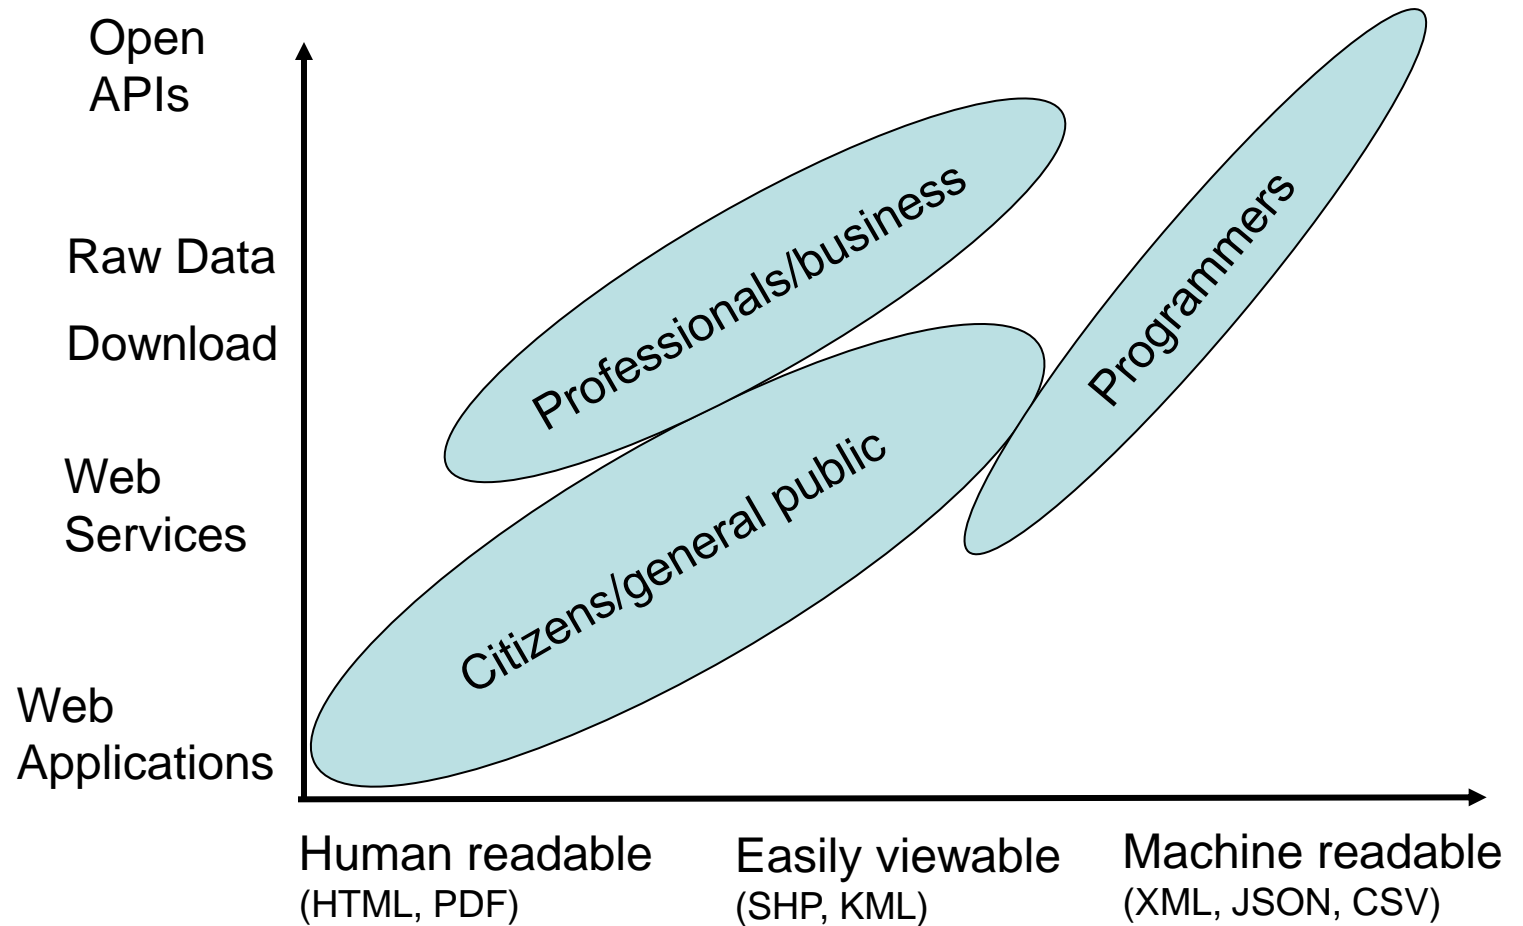 Open
APIs
Raw Data
Download
Web
Services
Web
Applications
Professionals/business
Citizens/general public
Programmers
Human readable
(HTML, PDF)
Easily viewable
(SHP, KML)
Machine readable
(XML, JSON, CSV)